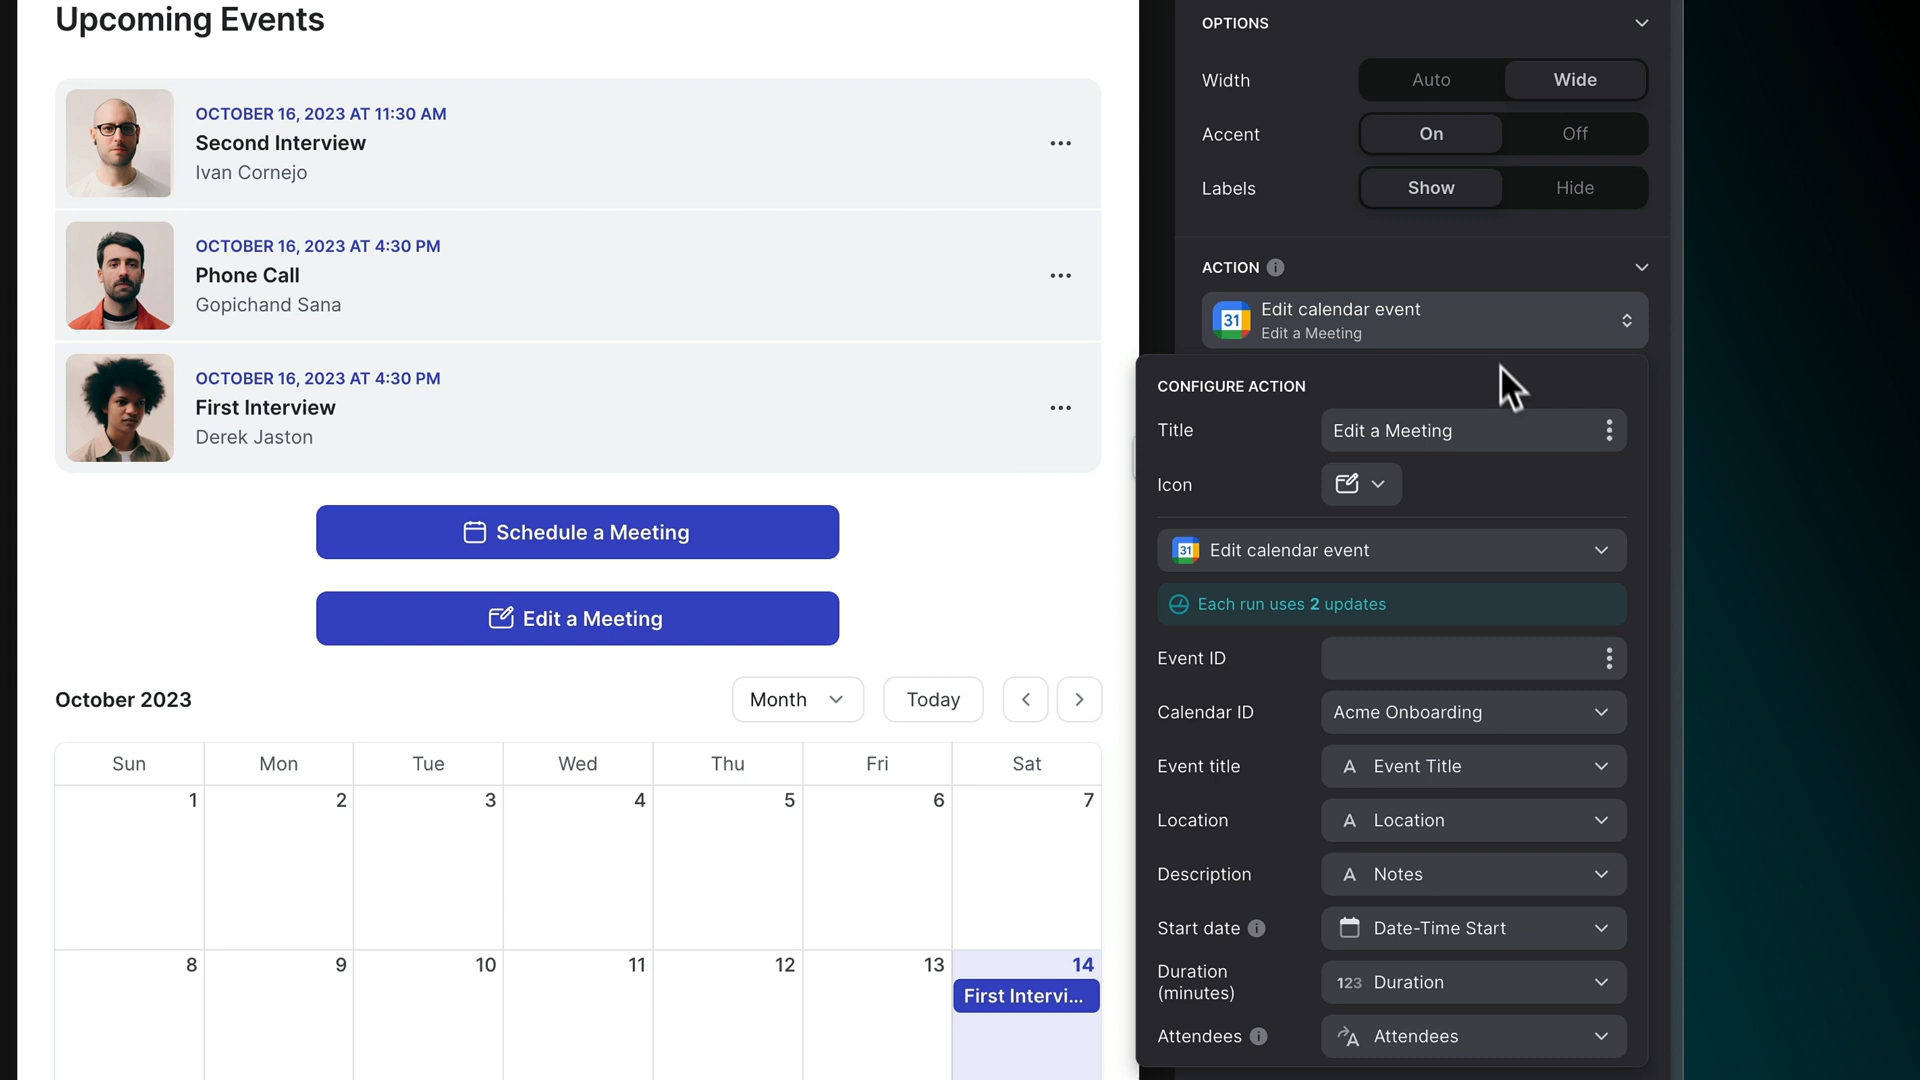 Upcoming Events
OCTOBER 16, 2023 AT 11:30 AM
Second Interview
Ivan Cornejo
OCTOBER 16, 2023 AT 4:30 PM
Phone Call
Gopichand Sana
OCTOBER 16, 2023 AT 4:30 PM
First Interview
Derek Jaston
Schedule a Meeting
Edit a Meeting
October 2023
Month
Today
Sun Mon Tue Wed Thu Fri Sat
1 2 3 4 5 6 7
8 9 10 11 12 13 14
First Intervi...
OPTIONS
Width Auto Wide
Accent On Off
Labels Show Hide
ACTION
31 Edit calendar event
Edit a Meeting
CONFIGURE ACTION
Title Edit a Meeting
Icon
31 Edit calendar event
Each run uses 2 updates
Event ID
Calendar ID Acme Onboarding
Event title A Event Title
Location A Location
Description A Notes
Start date Date-Time Start
Duration
(minutes) 123 Duration
Attendees A Attendees